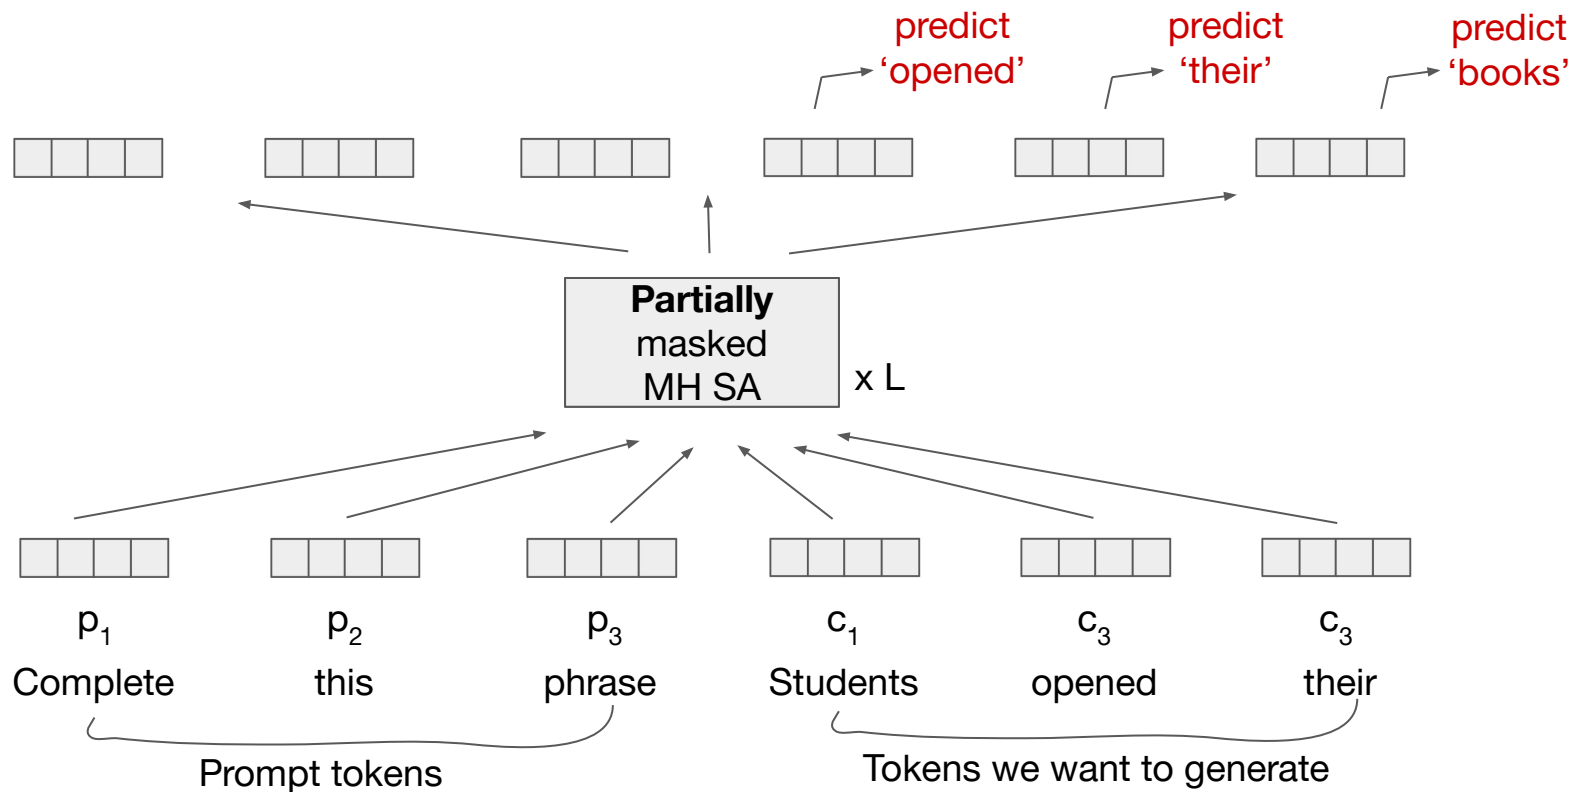 predict
‘opened’
predict
‘their’
predict
‘books’
Partially
masked
MH SA
x L
p1
p2
p3
c1
c3
c3
Complete
this
phrase
Students
opened
their
Prompt tokens
Tokens we want to generate